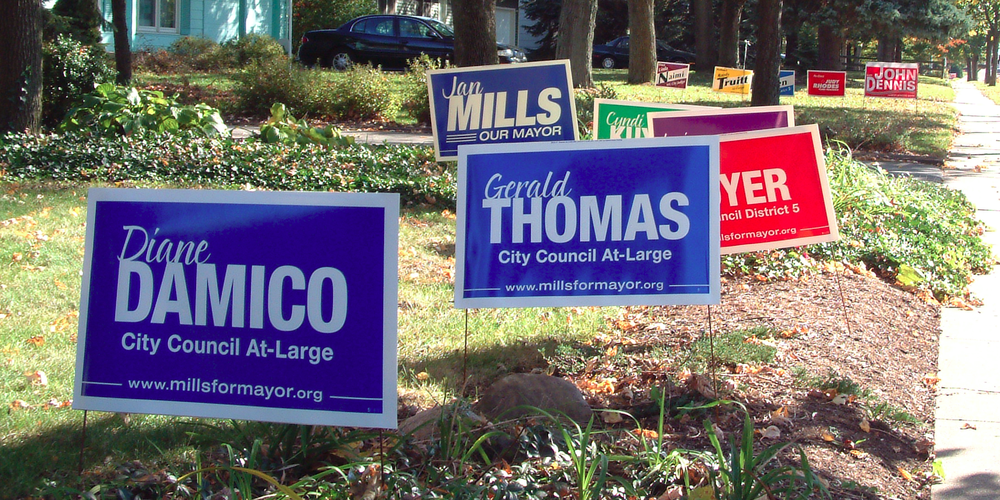 Diane
DAMICO
City Council At-Large
www.millsformayor.org
Gerald
THOMAS
City Council At-Large
www.millsformayor.org
Jan
MILLS
OUR MAYOR
Cyndi
YER
ncil District 5
lsformayor.org
Linda
Naimi
Truitt
JUDY
RHODES
JOHN
DENNIS